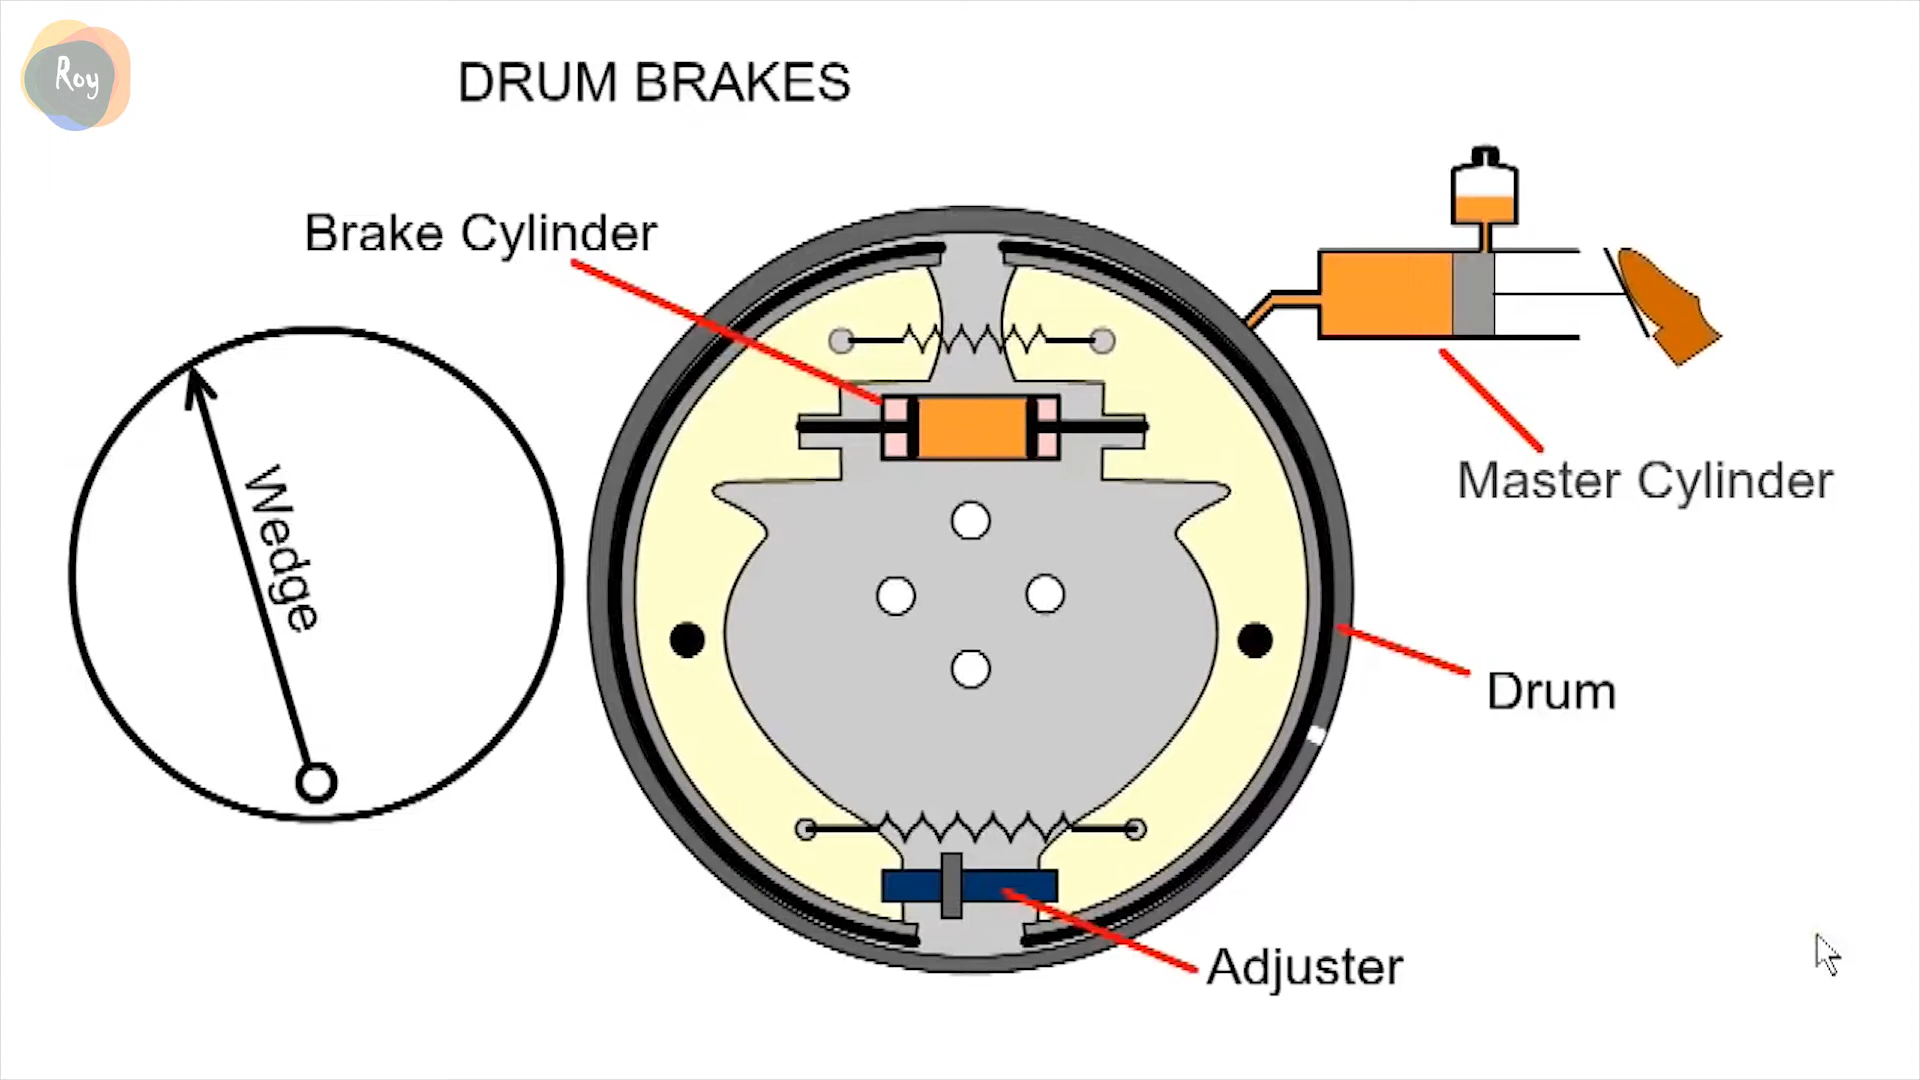 Roy
DRUM BRAKES
Brake Cylinder
Wedge
Master Cylinder
Drum
Adjuster